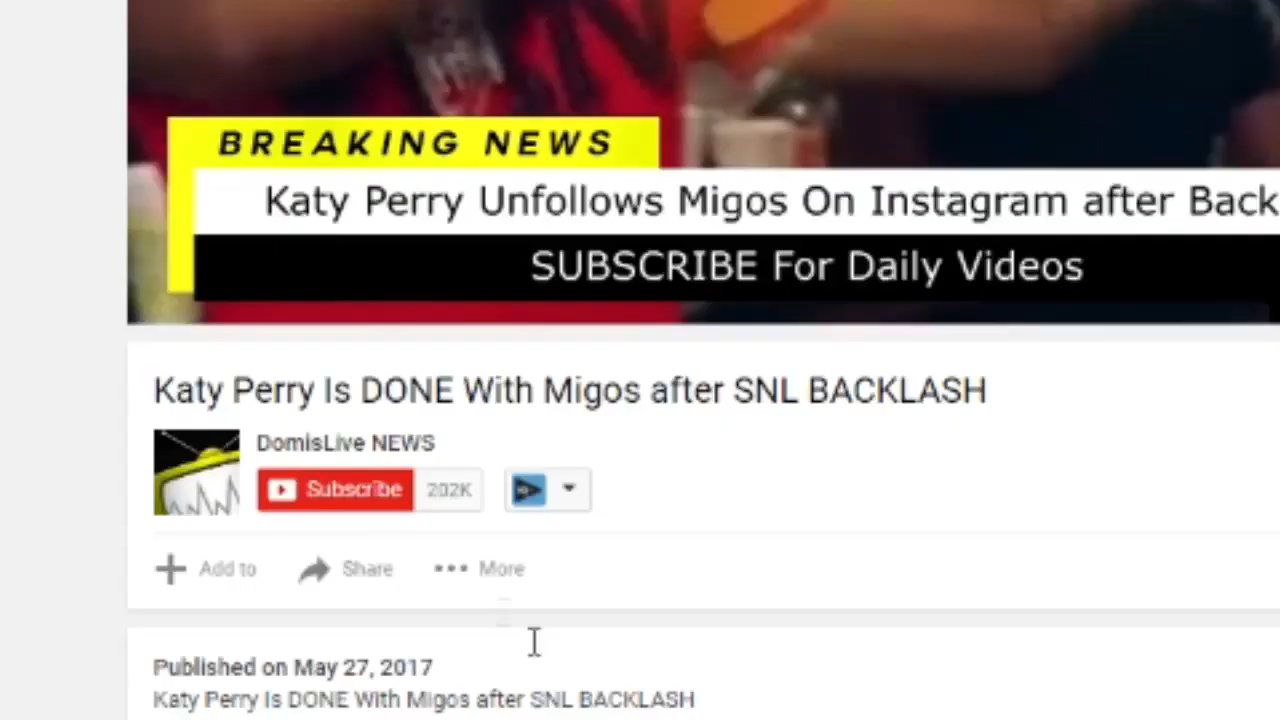 BREAKING NEWS
Katy Perry Unfollows Migos On Instagram after Back
SUBSCRIBE For Daily Videos
Katy Perry Is DONE With Migos after SNL BACKLASH
DomisLive NEWS
Subscribe 202K
Add to Share More
Published on May 27, 2017
Katy Perry Is DONE With Migos after SNL BACKLASH